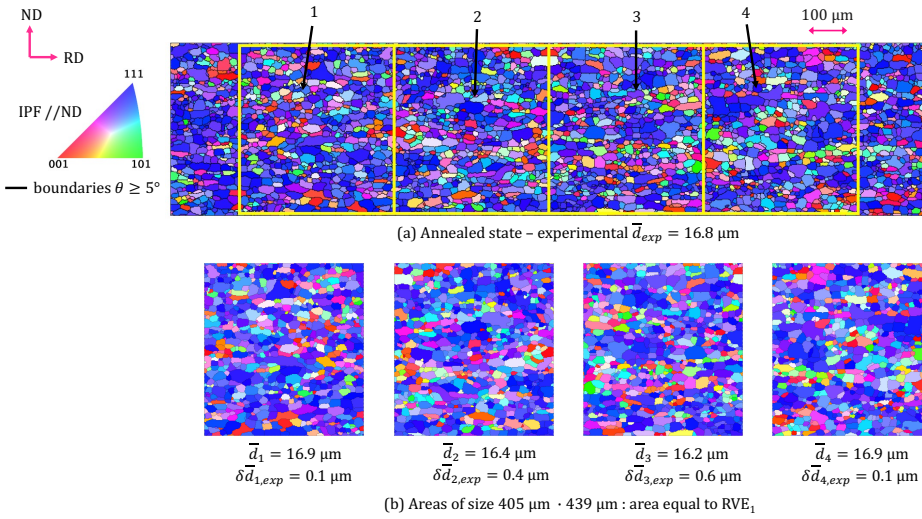 ND
RD
1
2
3
4
100 μm
111
IPF //ND
001
101
boundaries θ ≥ 5°
(a) Annealed state – experimental d̅exp = 16.8 μm
d̅1 = 16.9 μm
δd̅1,exp = 0.1 μm
d̅2 = 16.4 μm
δd̅2,exp = 0.4 μm
d̅3 = 16.2 μm
δd̅3,exp = 0.6 μm
d̅4 = 16.9 μm
δd̅4,exp = 0.1 μm
(b) Areas of size 405 μm · 439 μm : area equal to RVE1